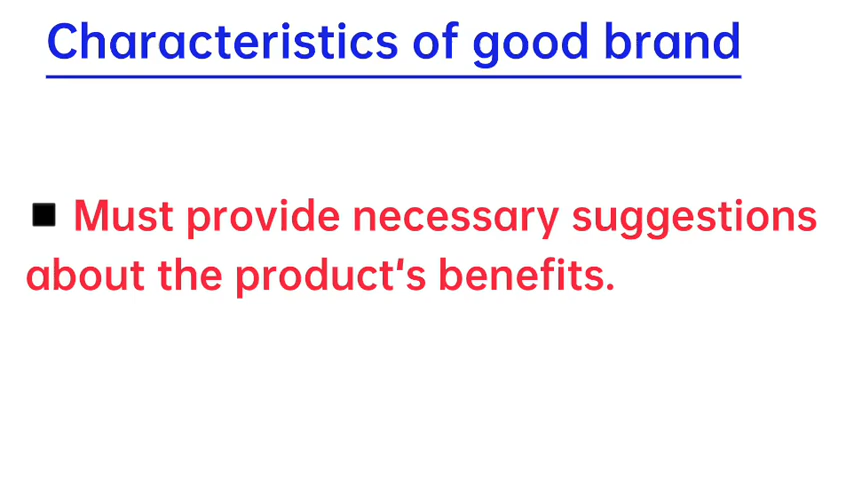 Characteristics of good brand
▪ Must provide necessary suggestions
about the product's benefits.